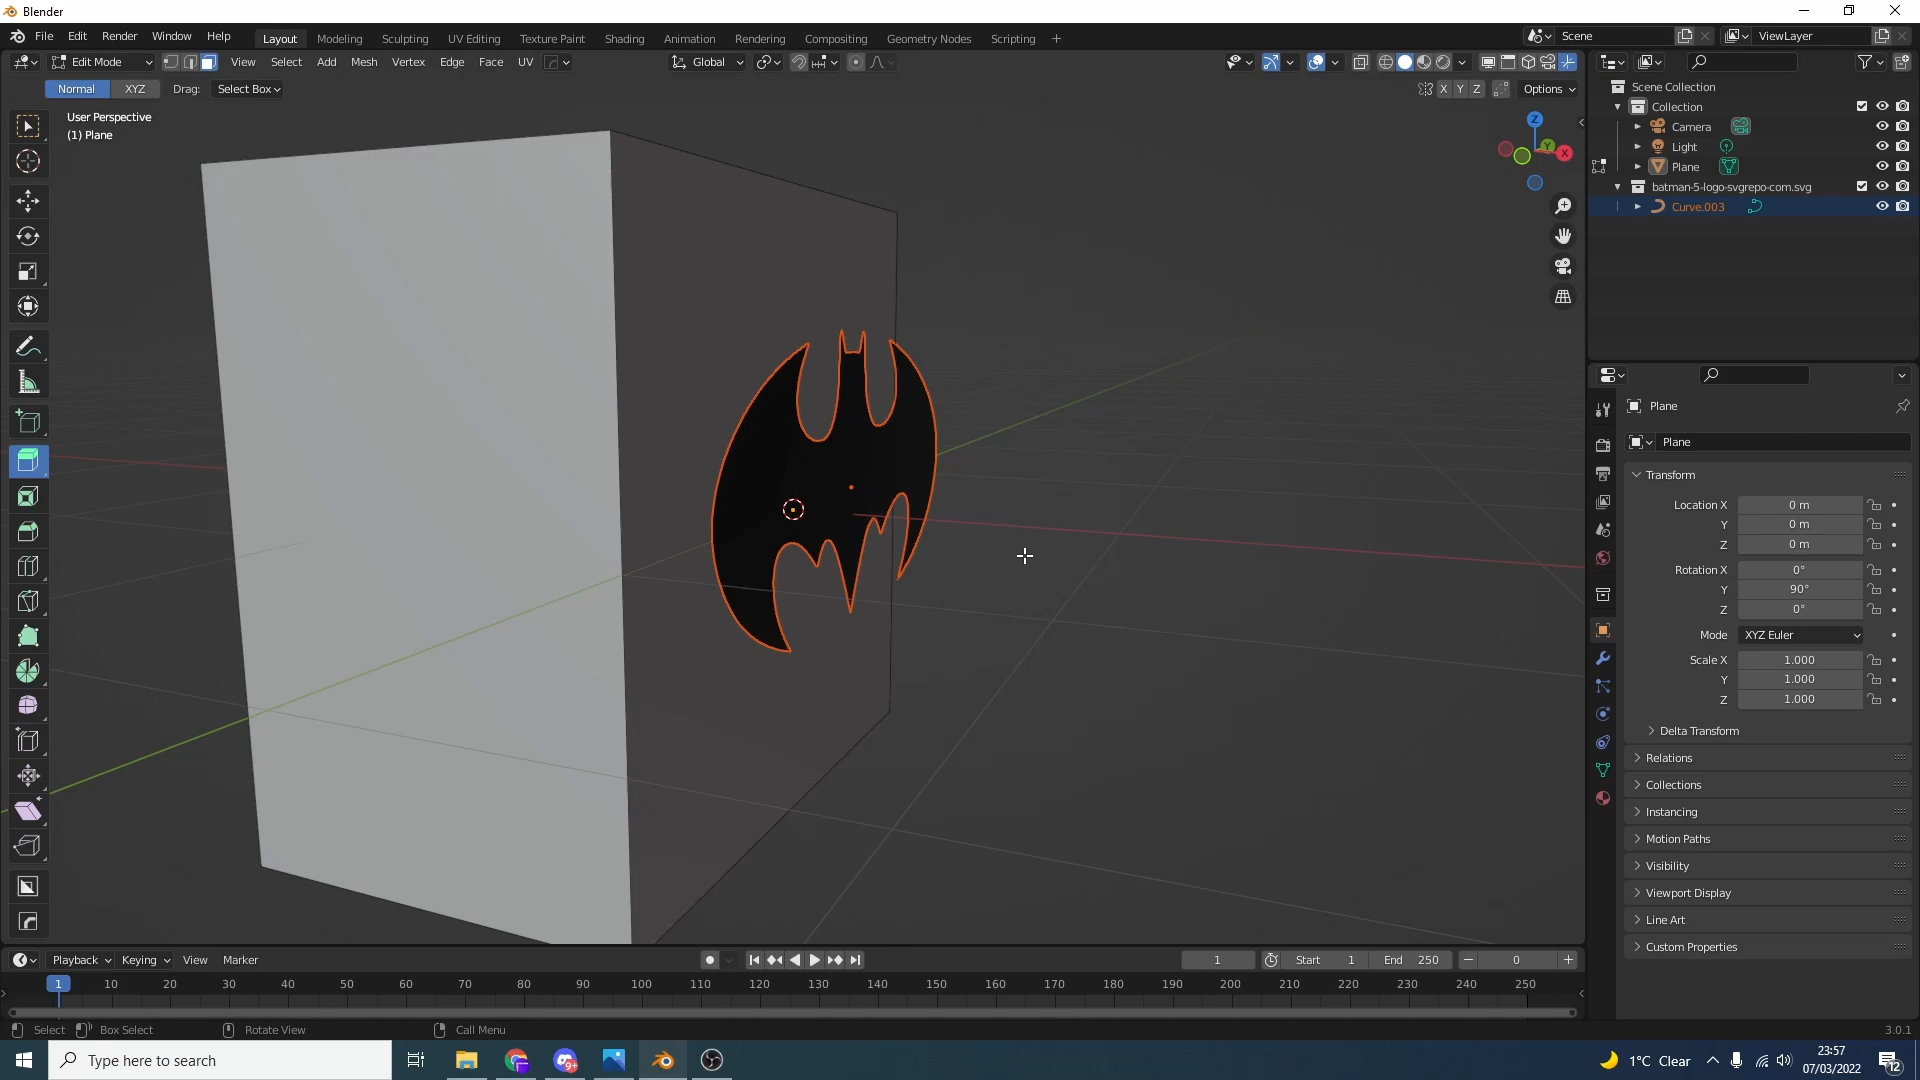 Blender
File Edit Render Window Help Layout Modeling Sculpting UV Editing Texture Paint Shading Animation Rendering Compositing Geometry Nodes Scripting + Scene ViewLayer
Edit Mode View Select Add Mesh Vertex Edge Face UV Global
Normal XYZ Drag: Select Box X Y Z Options
User Perspective
(1) Plane
Z
Y
X
Scene Collection
Collection
Camera
Light
Plane
batman-5-logo-svgrepo-com.svg
Curve.003
Plane
Plane
Transform
Location X 0 m
Y 0 m
Z 0 m
Rotation X 0°
Y 90°
Z 0°
Mode XYZ Euler
Scale X 1.000
Y 1.000
Z 1.000
Delta Transform
Relations
Collections
Instancing
Motion Paths
Visibility
Viewport Display
Line Art
Custom Properties
Playback Keying View Marker 1 Start 1 End 250 0
1 10 20 30 40 50 60 70 80 90 100 110 120 130 140 150 160 170 180 190 200 210 220 230 240 250
Select Box Select Rotate View Call Menu 3.0.1
Type here to search 1°C Clear 23:57
07/03/2022
12